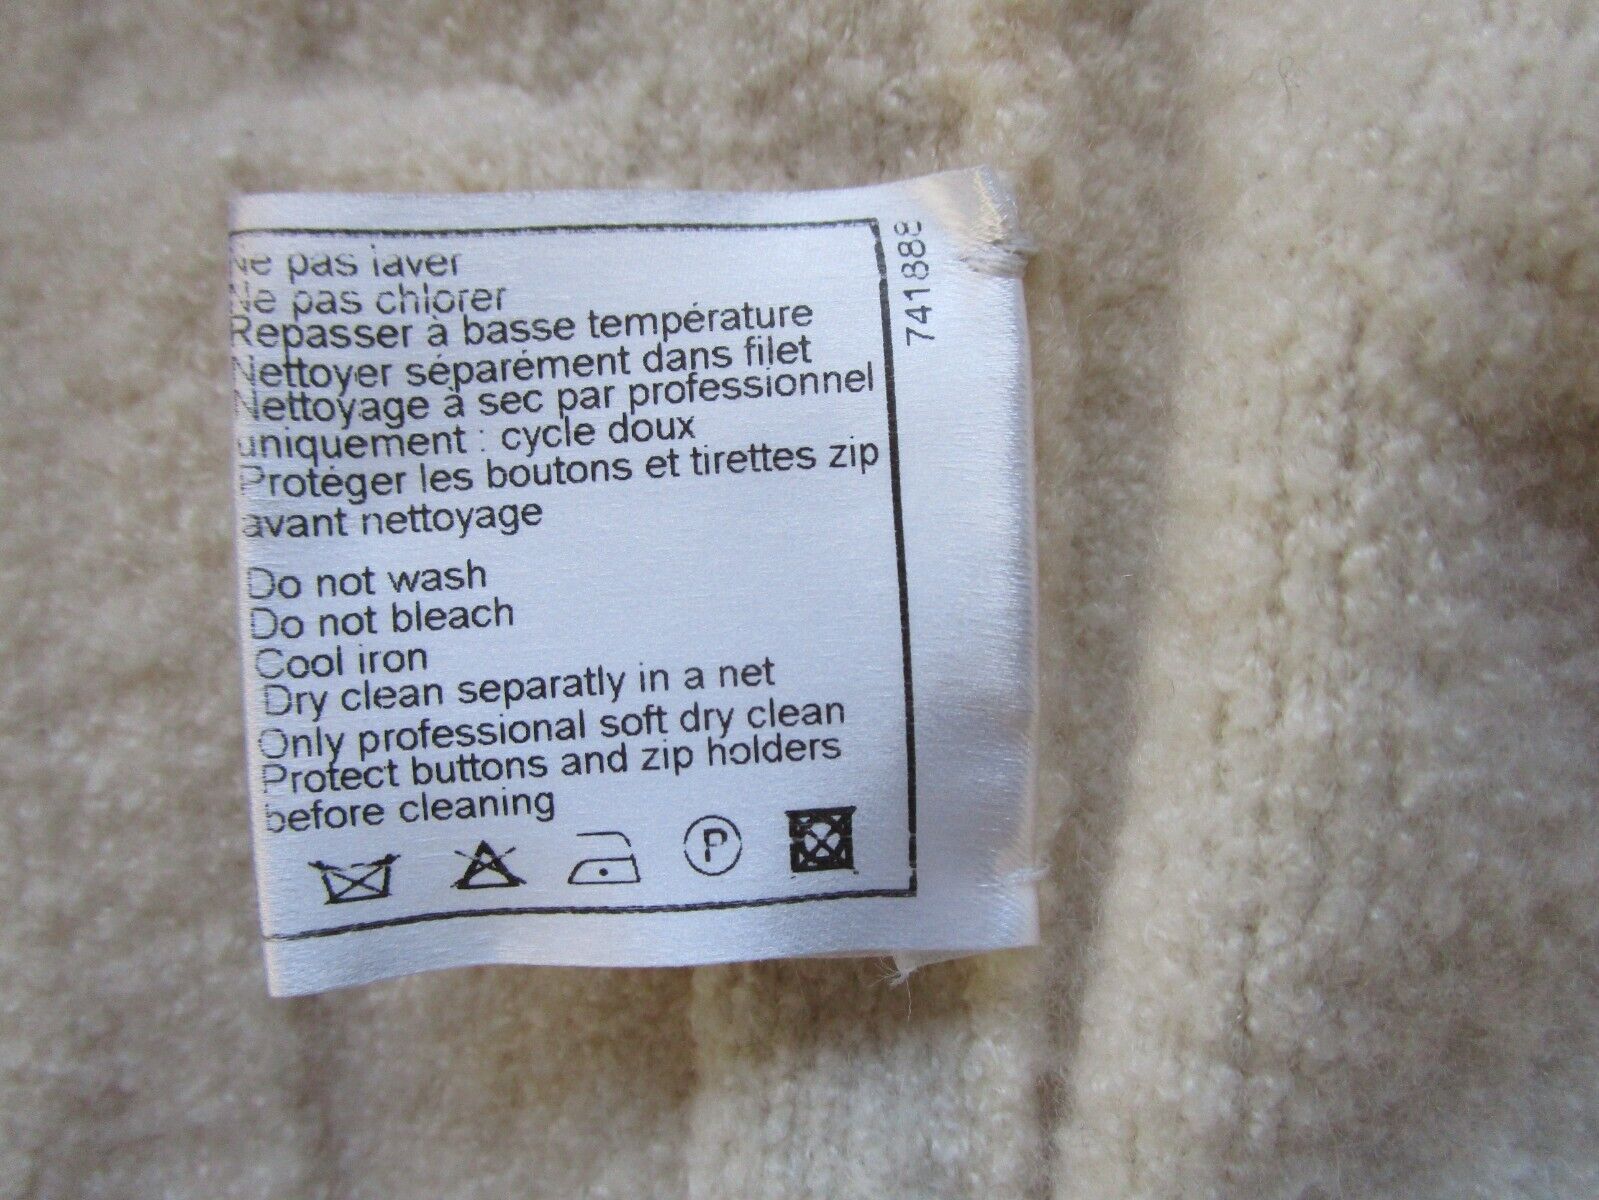 Ne pas laver
Ne pas chlorer
Repasser à basse température
Nettoyer séparément dans filet
Nettoyage à sec par professionnel
uniquement : cycle doux
Protéger les boutons et tirettes zip
avant nettoyage
Do not wash
Do not bleach
Cool iron
Dry clean separatly in a net
Only professional soft dry clean
Protect buttons and zip holders
before cleaning
P
741888